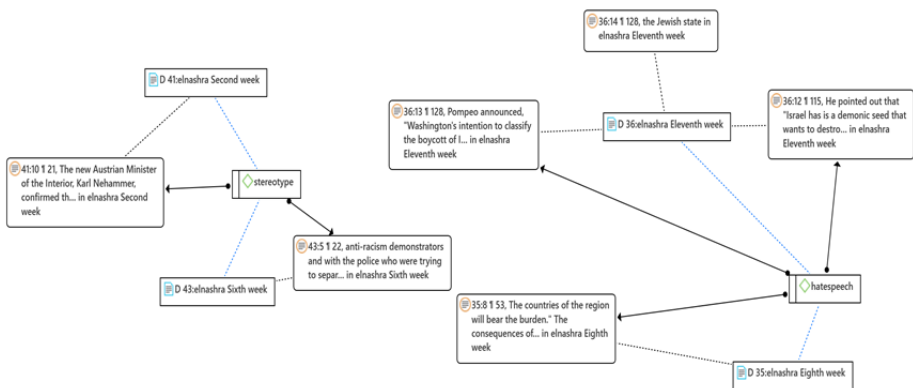 36:14 ¶ 128, the Jewish state in
elnashra Eleventh week
D 41:elnashra Second week
36:13 ¶ 128, Pompeo announced,
"Washington's intention to classify
the boycott of I... in elnashra
Eleventh week
D 36:elnashra Eleventh week
36:12 ¶ 115, He pointed out that
"Israel has is a demonic seed that
wants to destro... in elnashra
Eleventh week
41:10 ¶ 21, The new Austrian Minister
of the Interior, Karl Nehammer,
confirmed th... in elnashra Second
week
stereotype
43:5 ¶ 22, anti-racism demonstrators
and with the police who were trying
to separ... in elnashra Sixth week
D 43:elnashra Sixth week
hatespeech
35:8 ¶ 53, The countries of the region
will bear the burden." The
consequences of... in elnashra Eighth
week
D 35:elnashra Eighth week